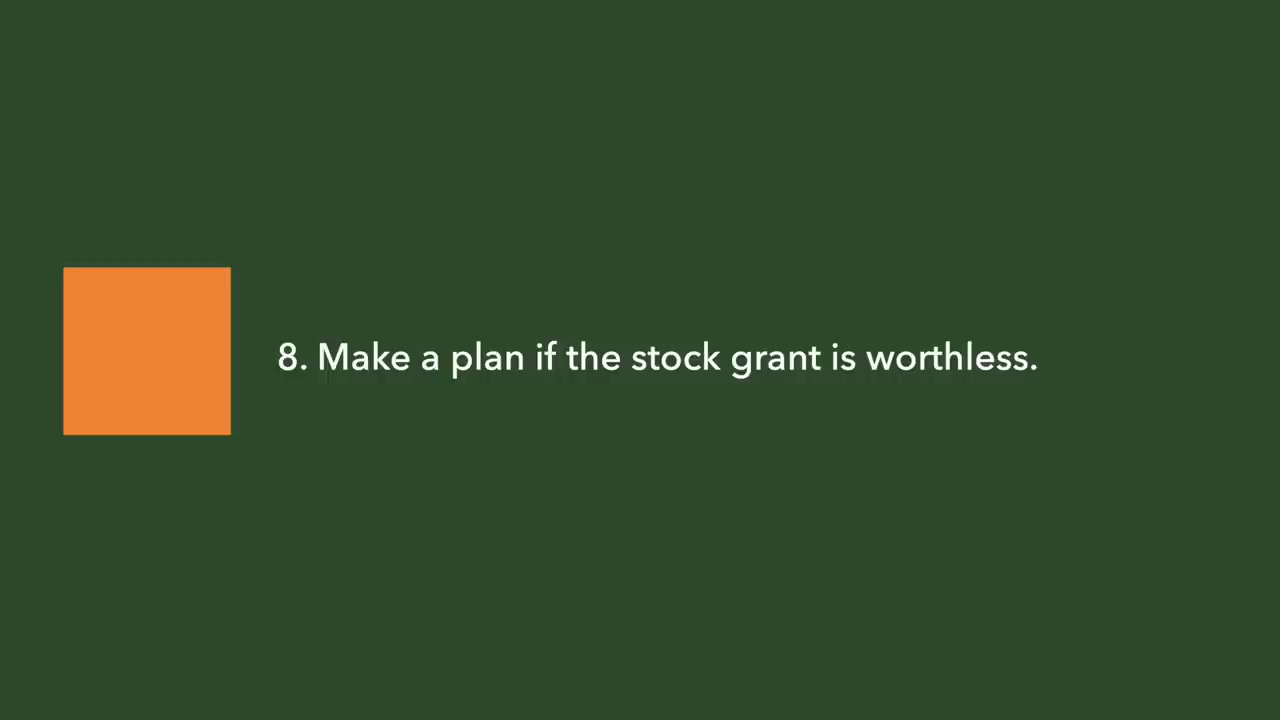 8. Make a plan if the stock grant is worthless.